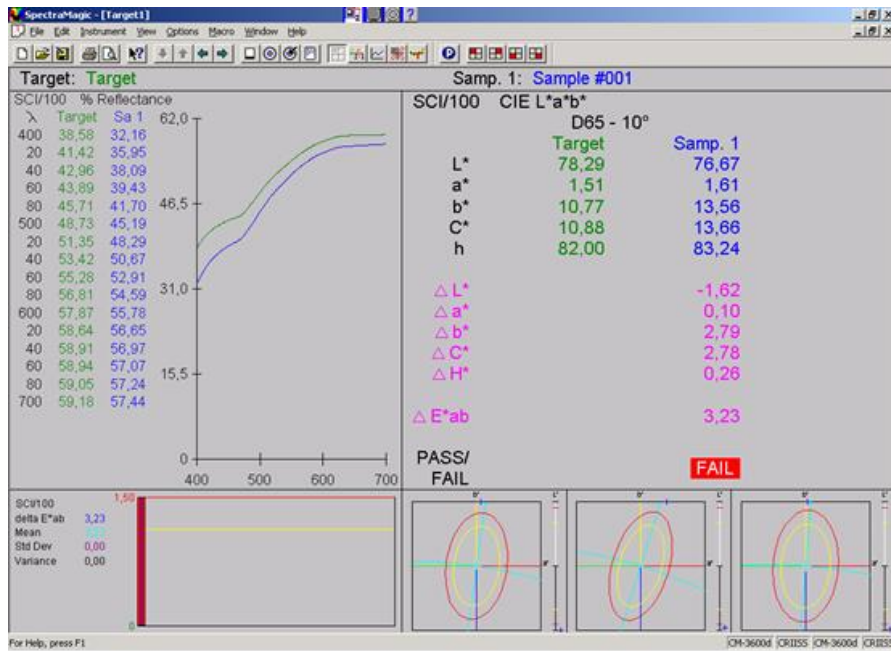 SpectraMagic - [Target1]
File Edit Instrument View Options Macro Window Help
Target: Target
Samp. 1: Sample #001
SCI/100 % Reflectance
λ Target Sa 1
400 38,58 32,16
20 41,42 35,95
40 42,96 38,09
60 43,89 39,43
80 45,71 41,70
500 48,73 45,19
20 51,35 48,29
40 53,42 50,67
60 55,28 52,91
80 56,81 54,59
600 57,87 55,78
20 58,64 56,65
40 58,91 56,97
60 58,94 57,07
80 59,05 57,24
700 59,18 57,44
62,0
46,5
31,0
15,5
0
400 500 600 700
SCI/100 CIE L*a*b*
D65 - 10°
Target Samp. 1
L* 78,29 76,67
a* 1,51 1,61
b* 10,77 13,56
C* 10,88 13,66
h 82,00 83,24
△ L* -1,62
△ a* 0,10
△ b* 2,79
△ C* 2,78
△ H* 0,26
△ E*ab 3,23
PASS/
FAIL
FAIL
SCI/100
delta E*ab 3,23
Mean
Std Dev 0,00
Variance 0,00
1,50
0
For Help, press F1
CM-3600d CRIISS CM-3600d